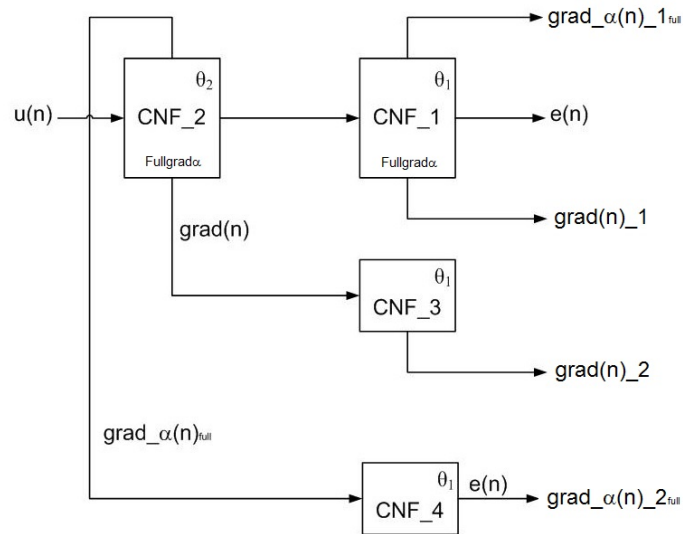 grad_α(n)_1full
θ2
θ1
u(n)
CNF_2
CNF_1
e(n)
Fullgradα
Fullgradα
grad(n)_1
grad(n)
θ1
CNF_3
grad(n)_2
grad_α(n)full
θ1
e(n)
CNF_4
grad_α(n)_2full